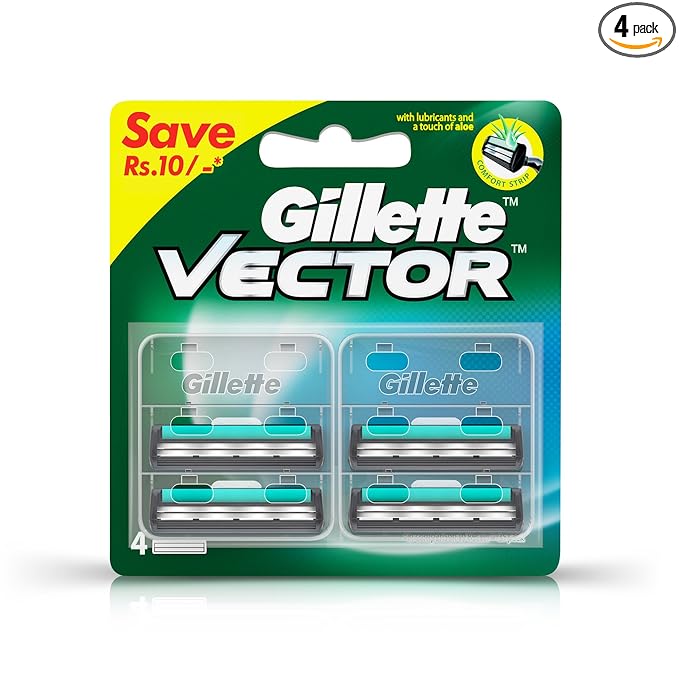 4 pack
Save
Rs.10/-*
with lubricants and
a touch of aloe
COMFORT STRIP
Gillette™
VECTOR™
Gillette
Gillette
4